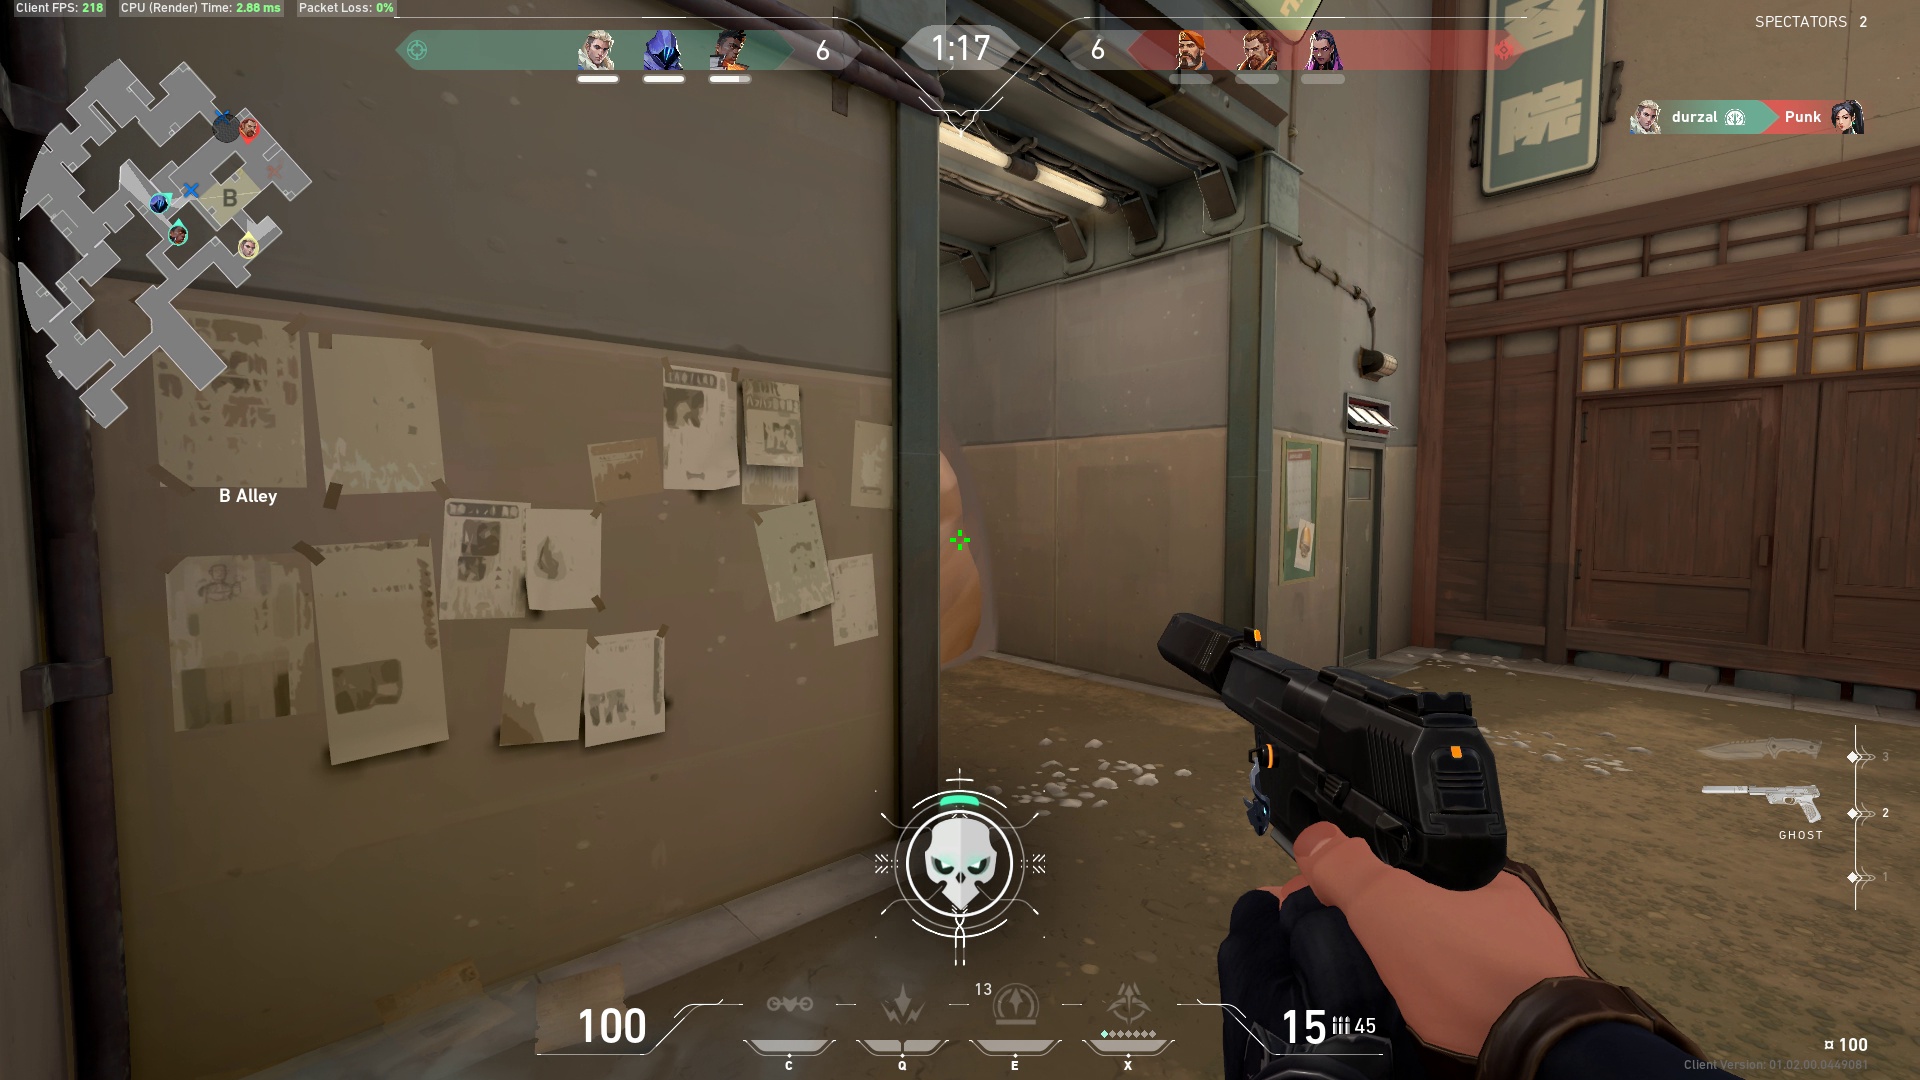 Client FPS: 218 CPU (Render) Time: 2.88 ms Packet Loss: 0%
SPECTATORS 2
6 1:17 6
durzal Punk
B
B Alley
院
3
2
GHOST
1
13
100
15 45
C Q E X
¤ 100
Client Version: 01.02.00.0449081